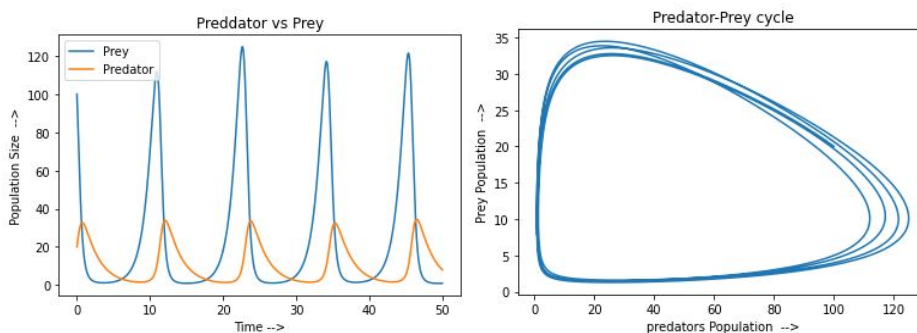 Preddator vs Prey
Prey
Predator
120
100
80
60
40
20
0
Population Size -->
0 10 20 30 40 50
Time -->
Predator-Prey cycle
35
30
25
20
15
10
5
0
Prey Population -->
0 20 40 60 80 100 120
predators Population -->